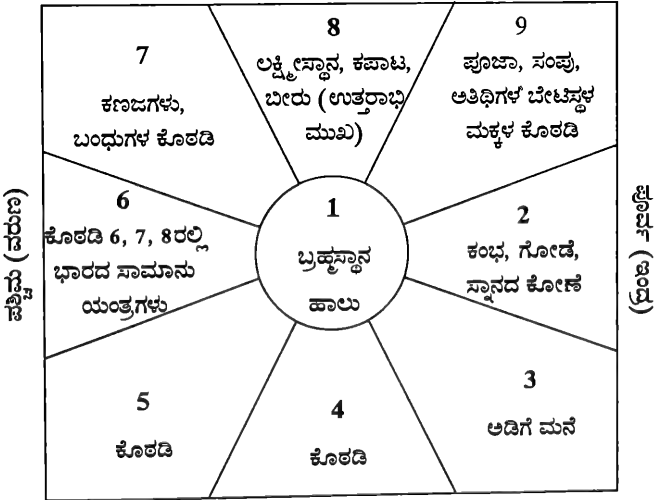 7
ಕಣಜಗಳು,
ಬಂಧುಗಳ ಕೊಠಡಿ
8
ಲಕ್ಷ್ಮೀಸ್ಥಾನ, ಕಪಾಟ,
ಬೀರು (ಉತ್ತರಾಭಿ
ಮುಖ)
9
ಪೂಜಾ, ಸಂಪು,
ಅತಿಥಿಗಳ ಬೇಟಿಸ್ಥಳ
ಮಕ್ಕಳ ಕೊಠಡಿ
ಪಶ್ಚಿಮ (ವರುಣ)
6
ಕೊಠಡಿ 6, 7, 8ರಲ್ಲಿ
ಭಾರದ ಸಾಮಾನು
ಯಂತ್ರಗಳು
1
ಬ್ರಹ್ಮಸ್ಥಾನ
ಹಾಲು
2
ಕಂಭ, ಗೋಡೆ,
ಸ್ನಾನದ ಕೋಣೆ
ಪೂರ್ವ (ಇಂದ್ರ)
5
ಕೊಠಡಿ
4
ಕೊಠಡಿ
3
ಅಡಿಗೆ ಮನೆ